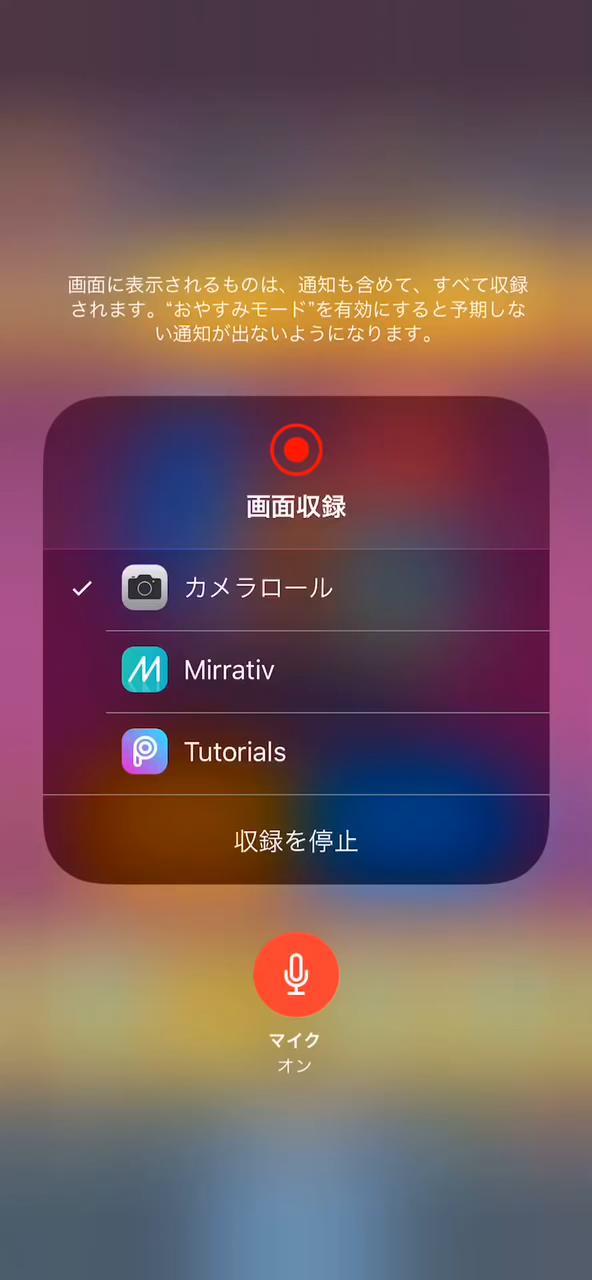 画面に表示されるものは、通知も含めて、すべて収録
されます。“おやすみモード”を有効にすると予期しな
い通知が出ないようになります。
画面収録
カメラロール
Mirrativ
Tutorials
収録を停止
マイク
オン